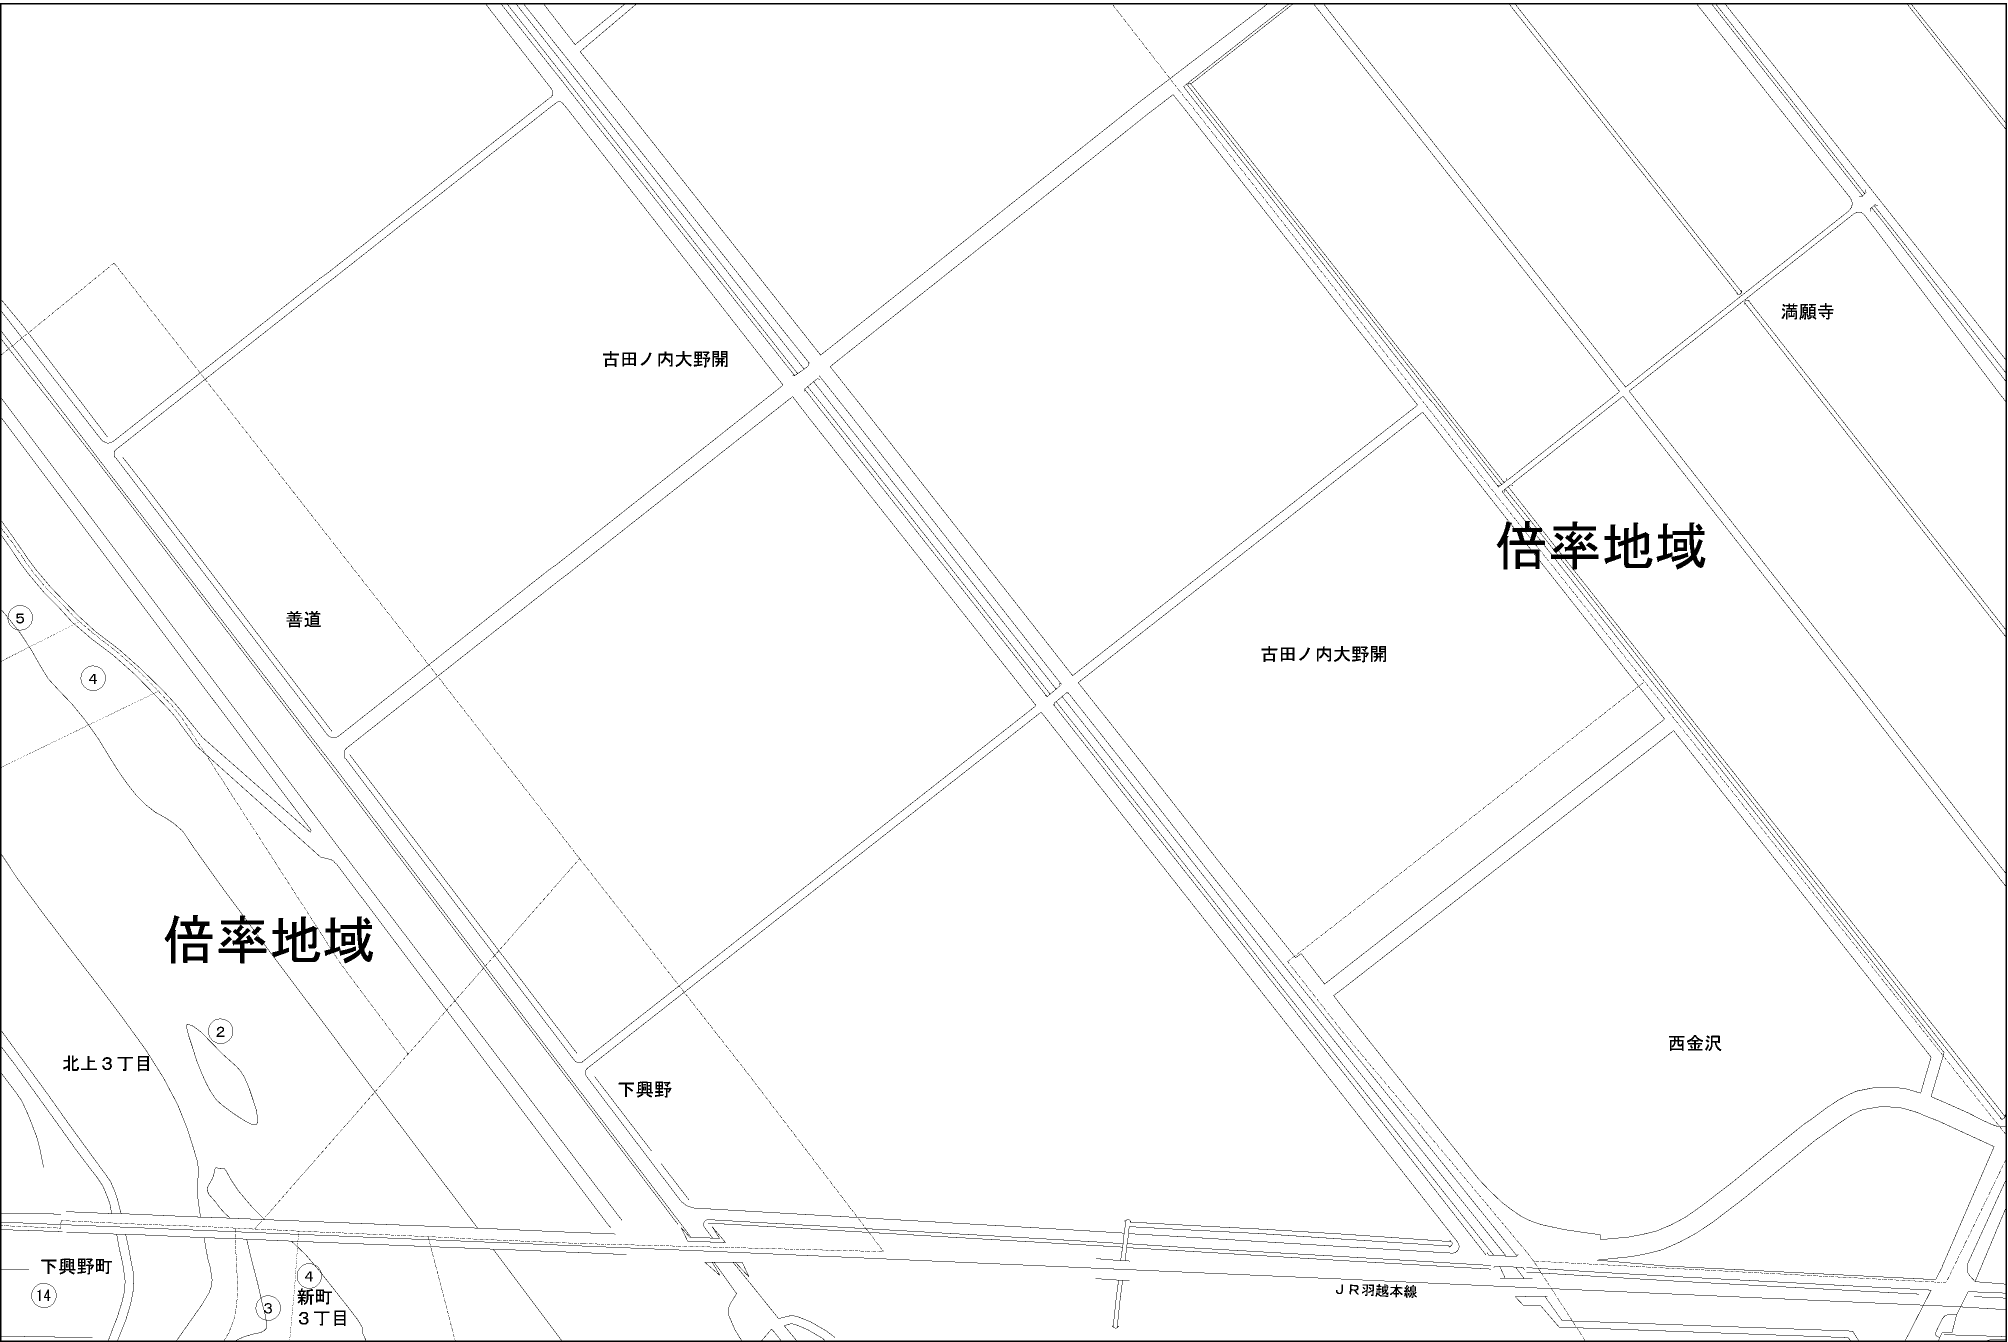 満願寺
古田ノ内大野開
倍率地域
善道
5
4
古田ノ内大野開
倍率地域
2
北上3丁目
西金沢
下興野
下興野町
14
4
新町
3丁目
3
JR羽越本線